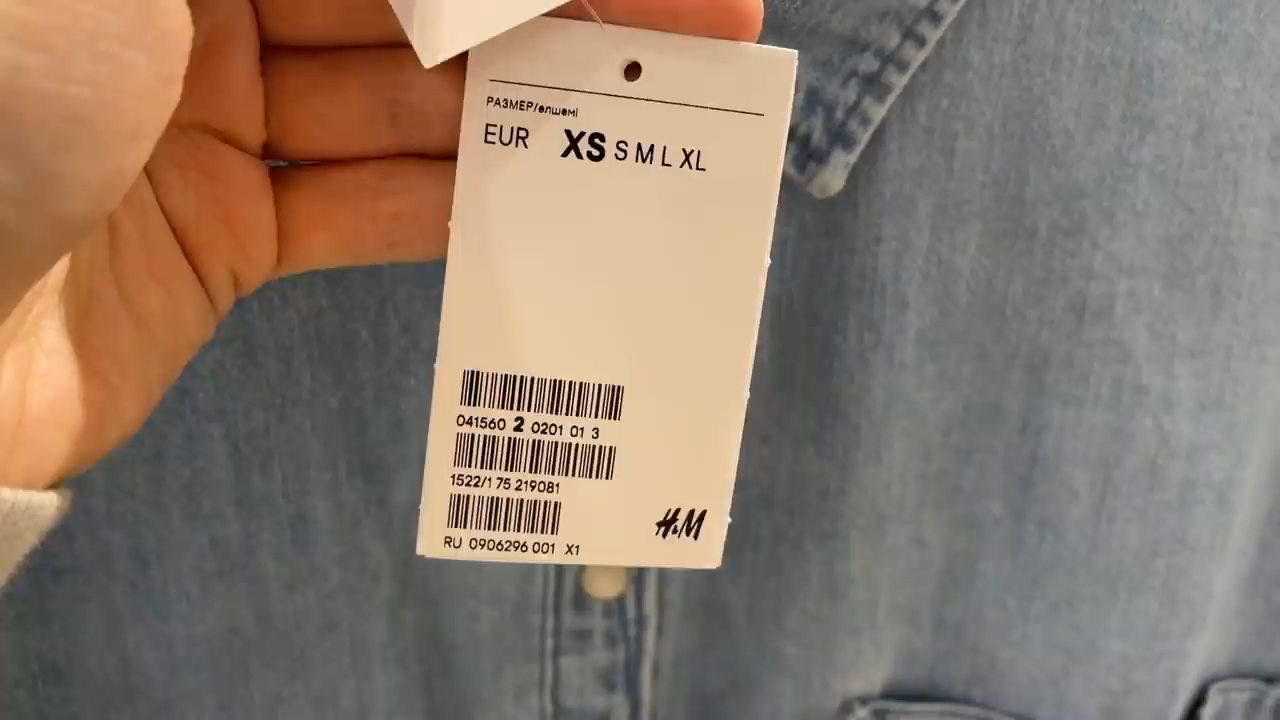 РАЗМЕР/өлшемі
EUR XS S M L XL
041560 2 0201 01 3
1522/1 75 219081
RU 0906296 001 X1
H&M